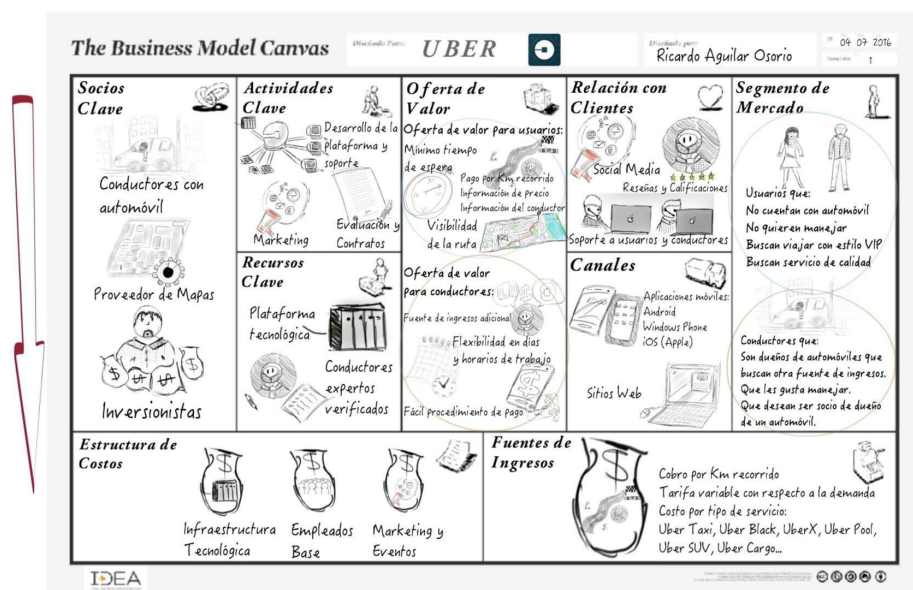 The Business Model Canvas
Diseñado Para:
UBER
Diseñado por:
Ricardo Aguilar Osorio
04 07 2016
1
Socios
Clave
Conductores con
automóvil
Proveedor de Mapas
Inversionistas
Actividades
Clave
Desarrollo de la
plataforma y
soporte
Marketing
Evaluación y
Contratos
Recursos
Clave
Plataforma
tecnológica
Conductores
expertos
verificados
Oferta de
Valor
Oferta de valor para usuarios:
Mínimo tiempo
de espera
Pago por Km recorrido
Información de precio
Información del conductor
Visibilidad
de la ruta
Oferta de valor
para conductores:
Fuente de ingresos adicional
Flexibilidad en días
y horarios de trabajo
Fácil procedimiento de pago
Relación con
Clientes
Social Media
Reseñas y Calificaciones
Soporte a usuarios y conductores
Canales
Aplicaciones móviles:
Android
Windows Phone
iOS (Apple)
Sitios Web
Segmento de
Mercado
Usuarios que:
No cuentan con automóvil
No quieren manejar
Buscan viajar con estilo VIP
Buscan servicio de calidad
Conductores que:
Son dueños de automóviles que
buscan otra fuente de ingresos.
Que les gusta manejar.
Que desean ser socio de dueño
de un automóvil.
Estructura de
Costos
Infraestructura
Tecnológica
Empleados
Base
Marketing y
Eventos
Fuentes de
Ingresos
Cobro por Km recorrido
Tarifa variable con respecto a la demanda
Costo por tipo de servicio:
Uber Taxi, Uber Black, UberX, Uber Pool,
Uber SUV, Uber Cargo...
IDEA